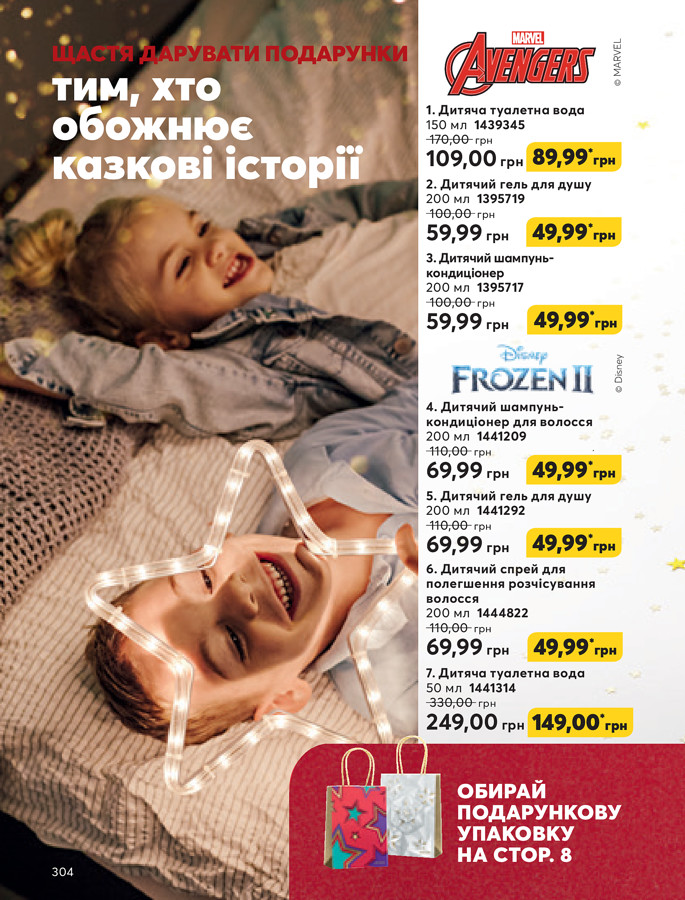 ЩАСТЯ ДАРУВАТИ ПОДАРУНКИ
тим, хто
обожнює
казкові історії
MARVEL
AVENGERS
© MARVEL
1. Дитяча туалетна вода
150 мл 1439345
170,00 грн
109,00 грн 89,99* грн
2. Дитячий гель для душу
200 мл 1395719
100,00 грн
59,99 грн 49,99* грн
3. Дитячий шампунь-
кондиціонер
200 мл 1395717
100,00 грн
59,99 грн 49,99* грн
Disney
FROZEN II
© Disney
4. Дитячий шампунь-
кондиціонер для волосся
200 мл 1441209
110,00 грн
69,99 грн 49,99* грн
5. Дитячий гель для душу
200 мл 1441292
110,00 грн
69,99 грн 49,99* грн
6. Дитячий спрей для
полегшення розчісування
волосся
200 мл 1444822
110,00 грн
69,99 грн 49,99* грн
7. Дитяча туалетна вода
50 мл 1441314
330,00 грн
249,00 грн 149,00* грн
ОБИРАЙ
ПОДАРУНКОВУ
УПАКОВКУ
НА СТОР. 8
304